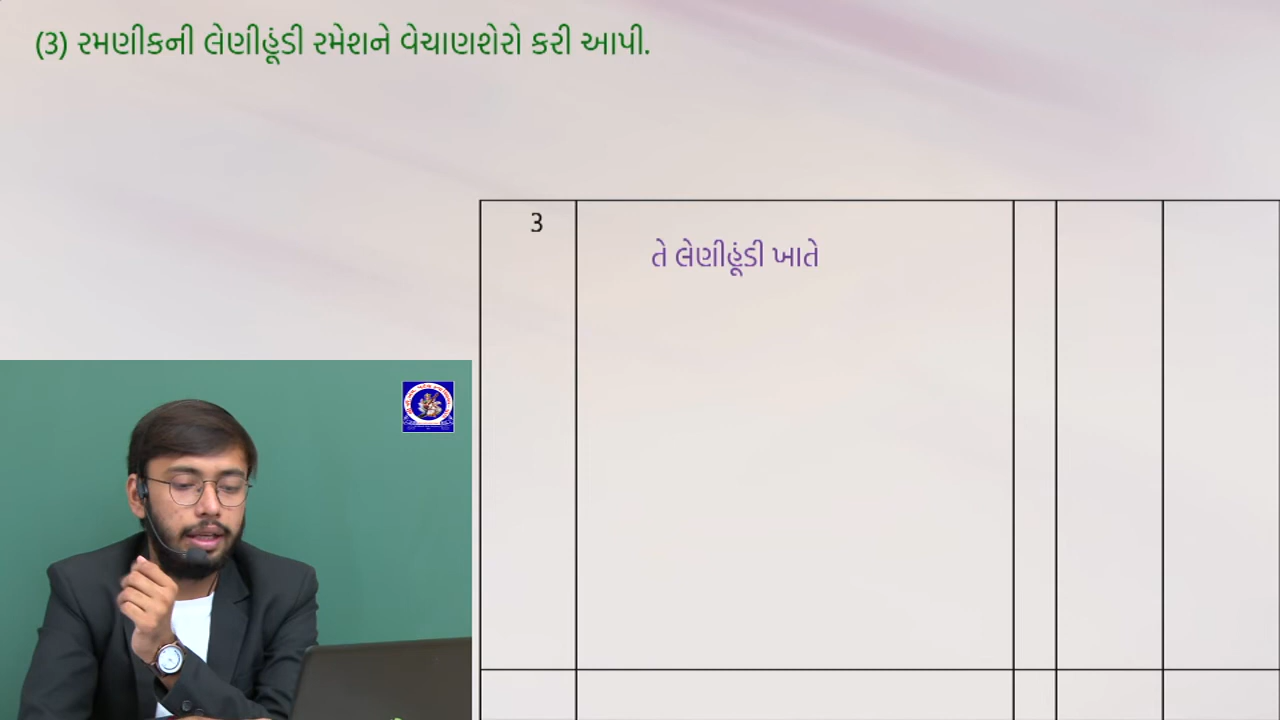 (3) રમણીકની લેણીહૂંડી રમેશને વેચાણશેરો કરી આપી.
3
તે લેણીહૂંડી ખાતે